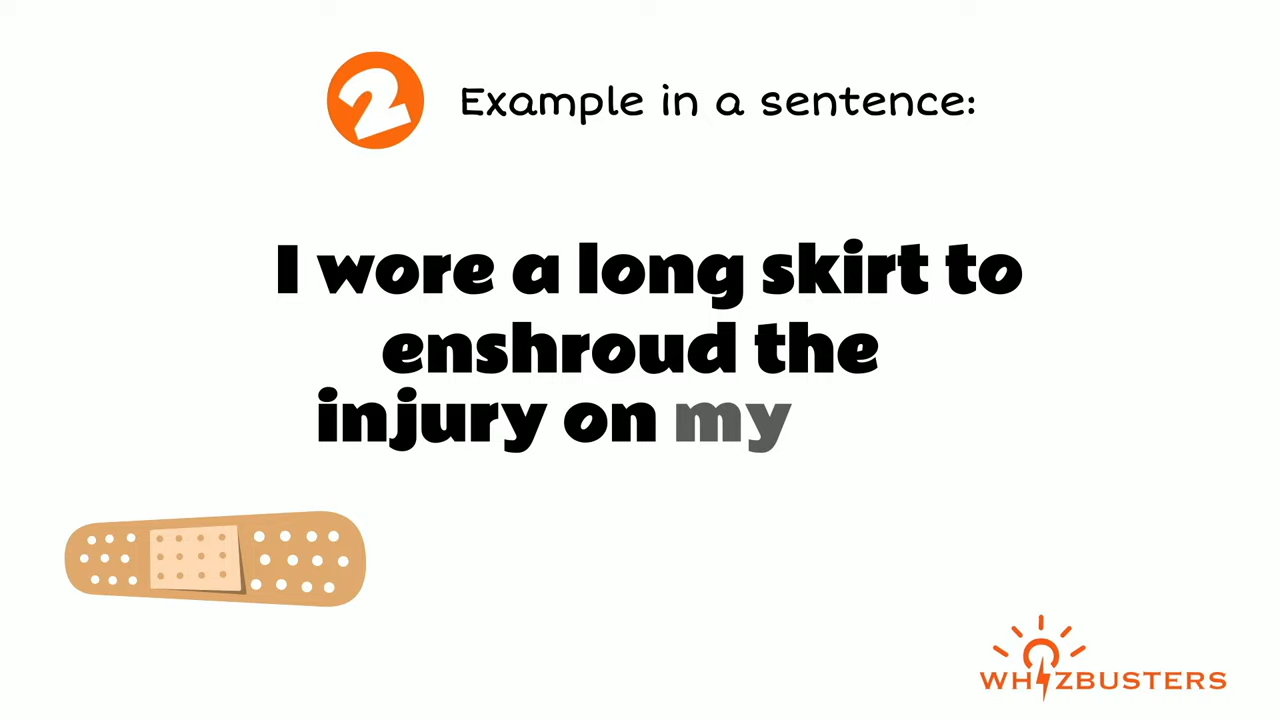 2
Example in a sentence:
I wore a long skirt to
enshroud the
injury on my
WHIZBUSTERS